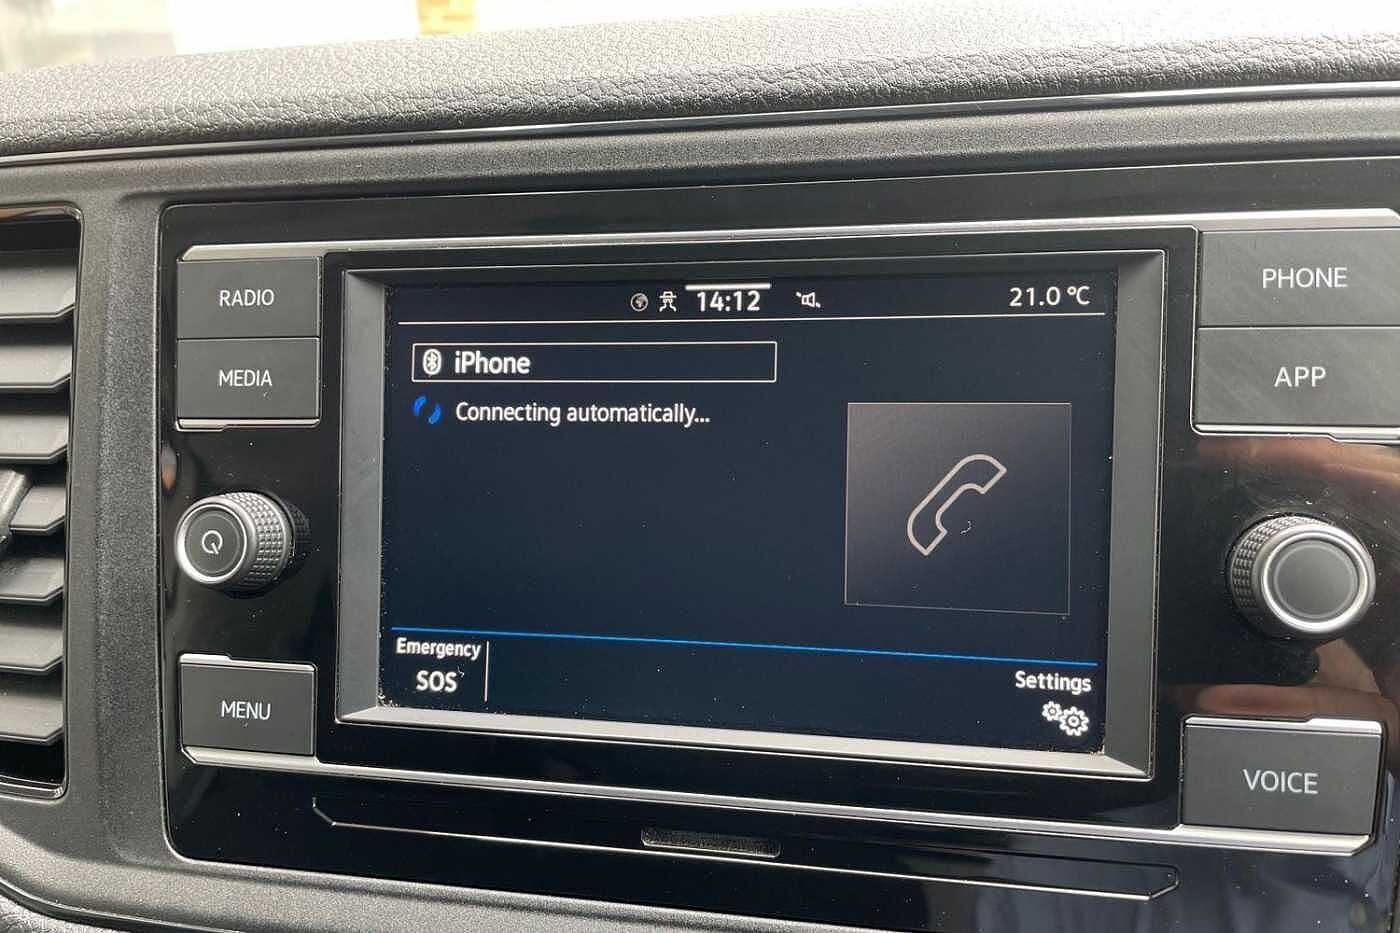 RADIO
MEDIA
MENU
14:12
21.0 °C
iPhone
Connecting automatically...
Emergency
SOS
Settings
PHONE
APP
VOICE